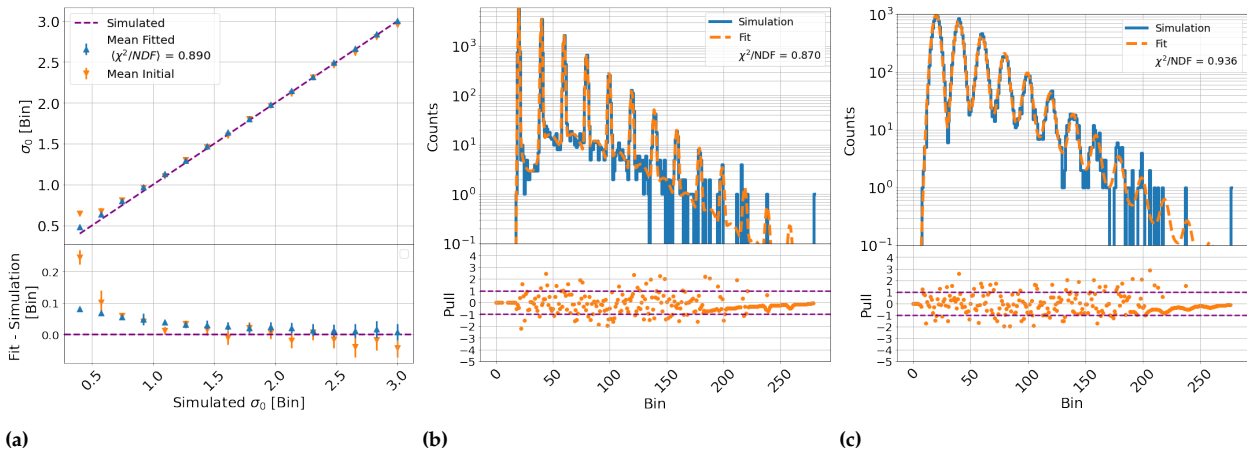 3.0
2.5
2.0
1.5
1.0
0.5
σ₀ [Bin]
Simulated
Mean Fitted
⟨χ²/NDF⟩ = 0.890
Mean Initial
0.2
0.1
0.0
Fit - Simulation
[Bin]
0.5
1.0
1.5
2.0
2.5
3.0
Simulated σ₀ [Bin]
(a)
10³
10²
10¹
10⁰
10⁻¹
Counts
Simulation
Fit
χ²/NDF = 0.870
4
3
2
1
0
−1
−2
−3
−4
−5
Pull
0
50
100
150
200
250
Bin
(b)
10³
10²
10¹
10⁰
10⁻¹
Counts
Simulation
Fit
χ²/NDF = 0.936
4
3
2
1
0
−1
−2
−3
−4
−5
Pull
0
50
100
150
200
250
Bin
(c)